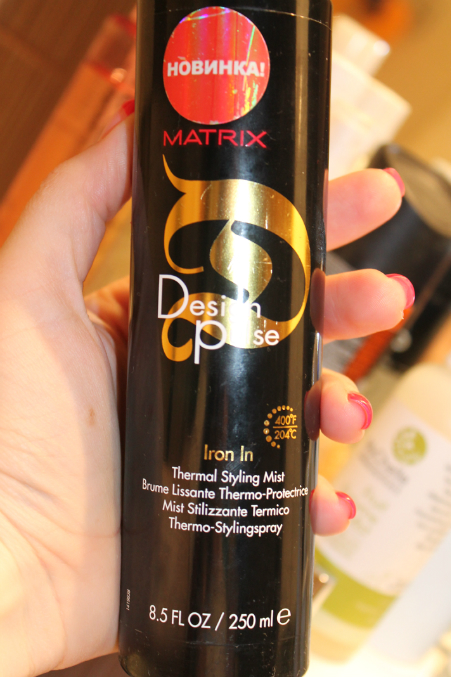 НОВИНКА!
MATRIX
Design
pulse
400°F
204°C
Iron In
Thermal Styling Mist
Brume Lissante Thermo-Protectrice
Mist Stilizzante Termico
Thermo-Stylingspray
8.5 FL OZ / 250 ml e